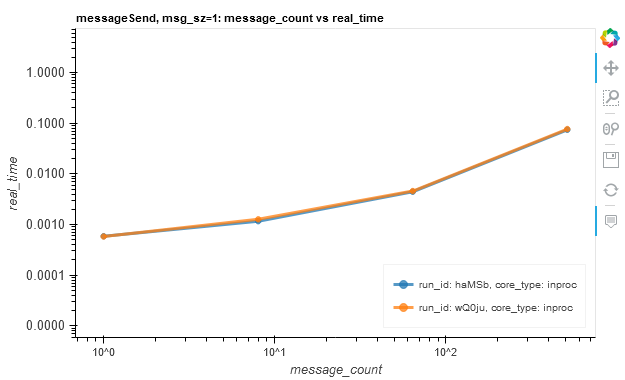 messageSend, msg_sz=1: message_count vs real_time
1.0000
0.1000
0.0100
0.0010
0.0001
0.0000
real_time
run_id: haMSb, core_type: inproc
run_id: wQ0ju, core_type: inproc
10^0
10^1
10^2
message_count